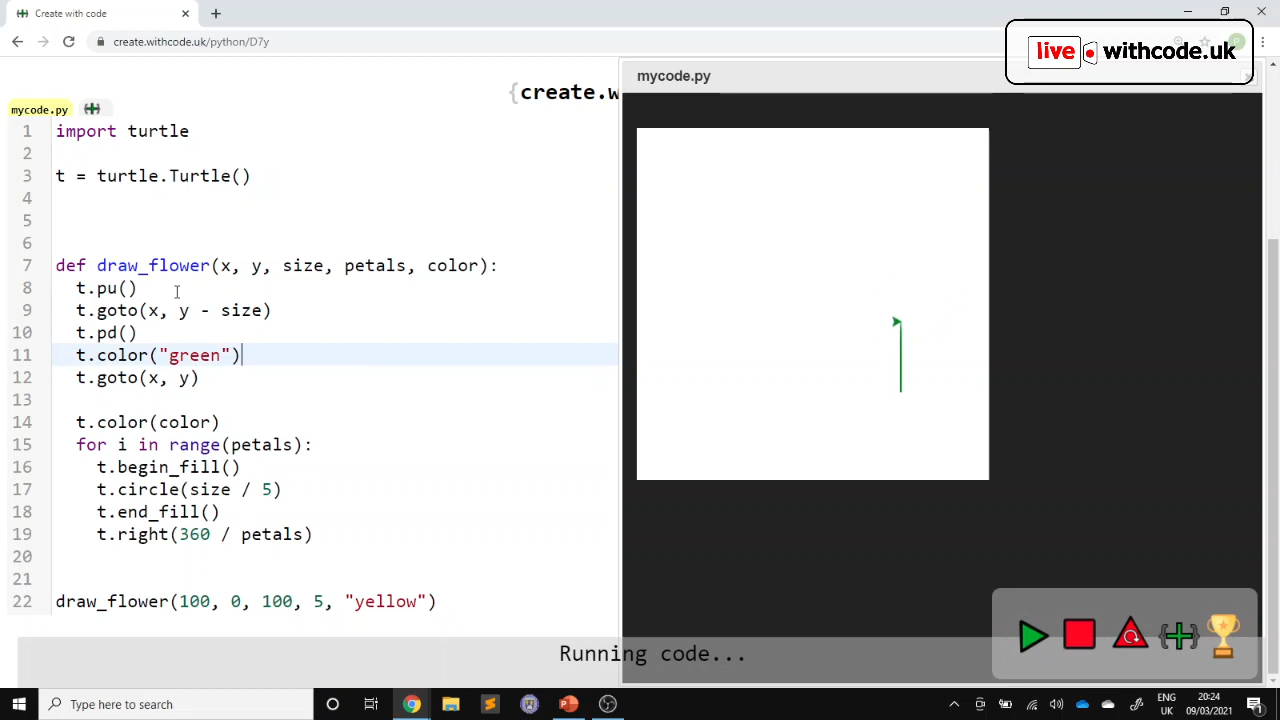 Create with code
create.withcode.uk/python/D7y
live withcode.uk
mycode.py
{create.w
mycode.py
1 import turtle
2
3 t = turtle.Turtle()
4
5
6
7 def draw_flower(x, y, size, petals, color):
8 t.pu()
9 t.goto(x, y - size)
10 t.pd()
11 t.color("green")
12 t.goto(x, y)
13
14 t.color(color)
15 for i in range(petals):
16 t.begin_fill()
17 t.circle(size / 5)
18 t.end_fill()
19 t.right(360 / petals)
20
21
22 draw_flower(100, 0, 100, 5, "yellow")
Running code...
Type here to search
ENG
UK
20:24
09/03/2021